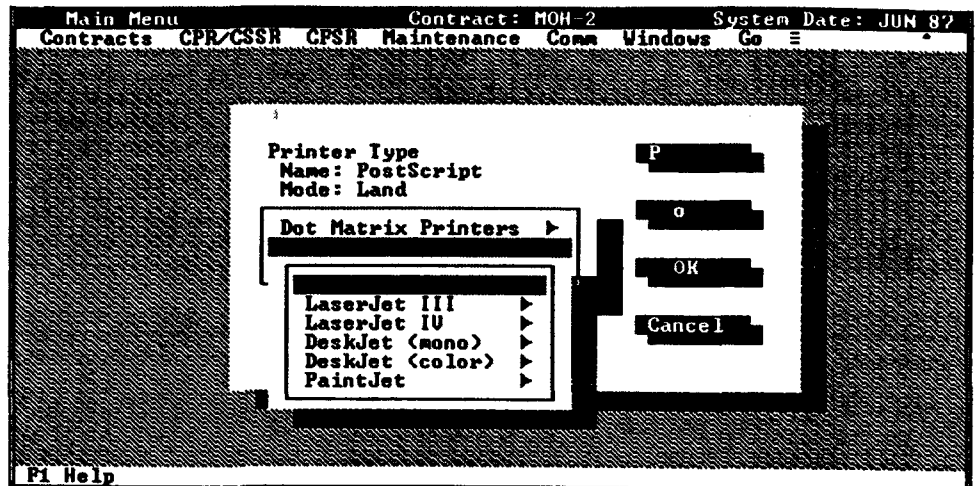 Main Menu Contract: MOH-2 System Date: JUN 87
Contracts CPR/CSSR CPSR Maintenance Comm Windows Go ≡
Printer Type
Name: PostScript
Mode: Land
Dot Matrix Printers
LaserJet III
LaserJet IV
DeskJet (mono)
DeskJet (color)
PaintJet
P
o
OK
Cancel
F1 Help